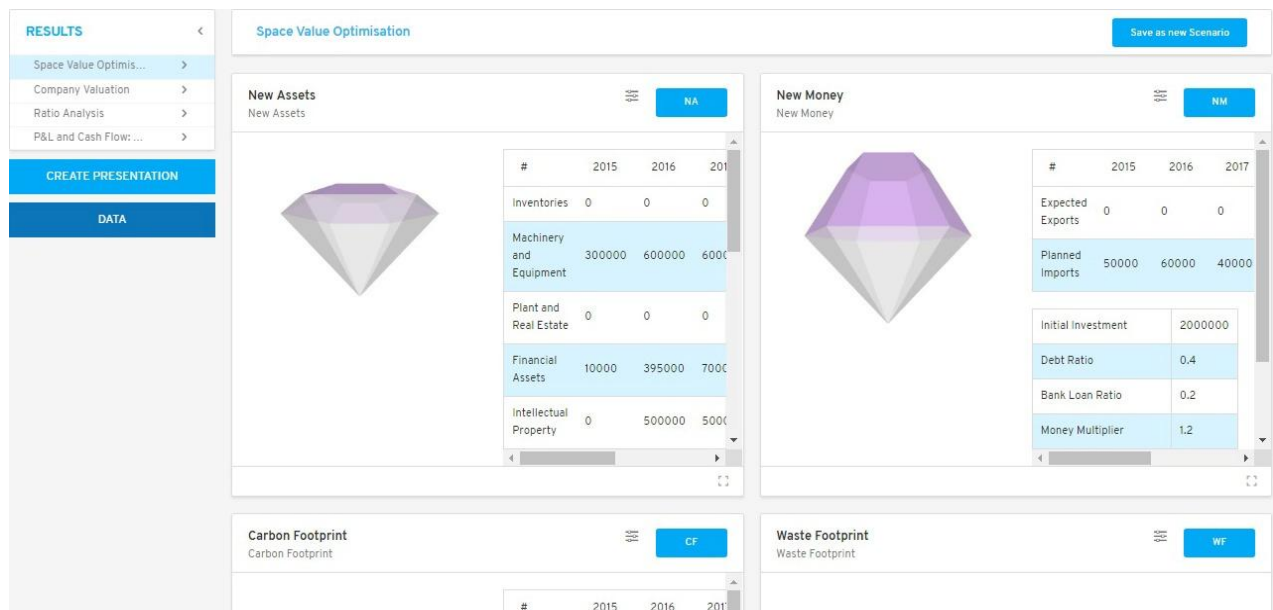 RESULTS
Space Value Optimis...
Company Valuation
Ratio Analysis
P&L and Cash Flow: ...
CREATE PRESENTATION
DATA
Space Value Optimisation
Save as new Scenario
New Assets
New Assets
NA
# 2015 2016 201
Inventories 0 0 0
Machinery
and
Equipment 300000 600000 6000
Plant and
Real Estate 0 0 0
Financial
Assets 10000 395000 7000
Intellectual
Property 0 500000 5000
New Money
New Money
NM
# 2015 2016 2017
Expected
Exports 0 0 0
Planned
Imports 50000 60000 40000
Initial Investment 2000000
Debt Ratio 0.4
Bank Loan Ratio 0.2
Money Multiplier 1.2
Carbon Footprint
Carbon Footprint
CF
# 2015 2016 201
Waste Footprint
Waste Footprint
WF